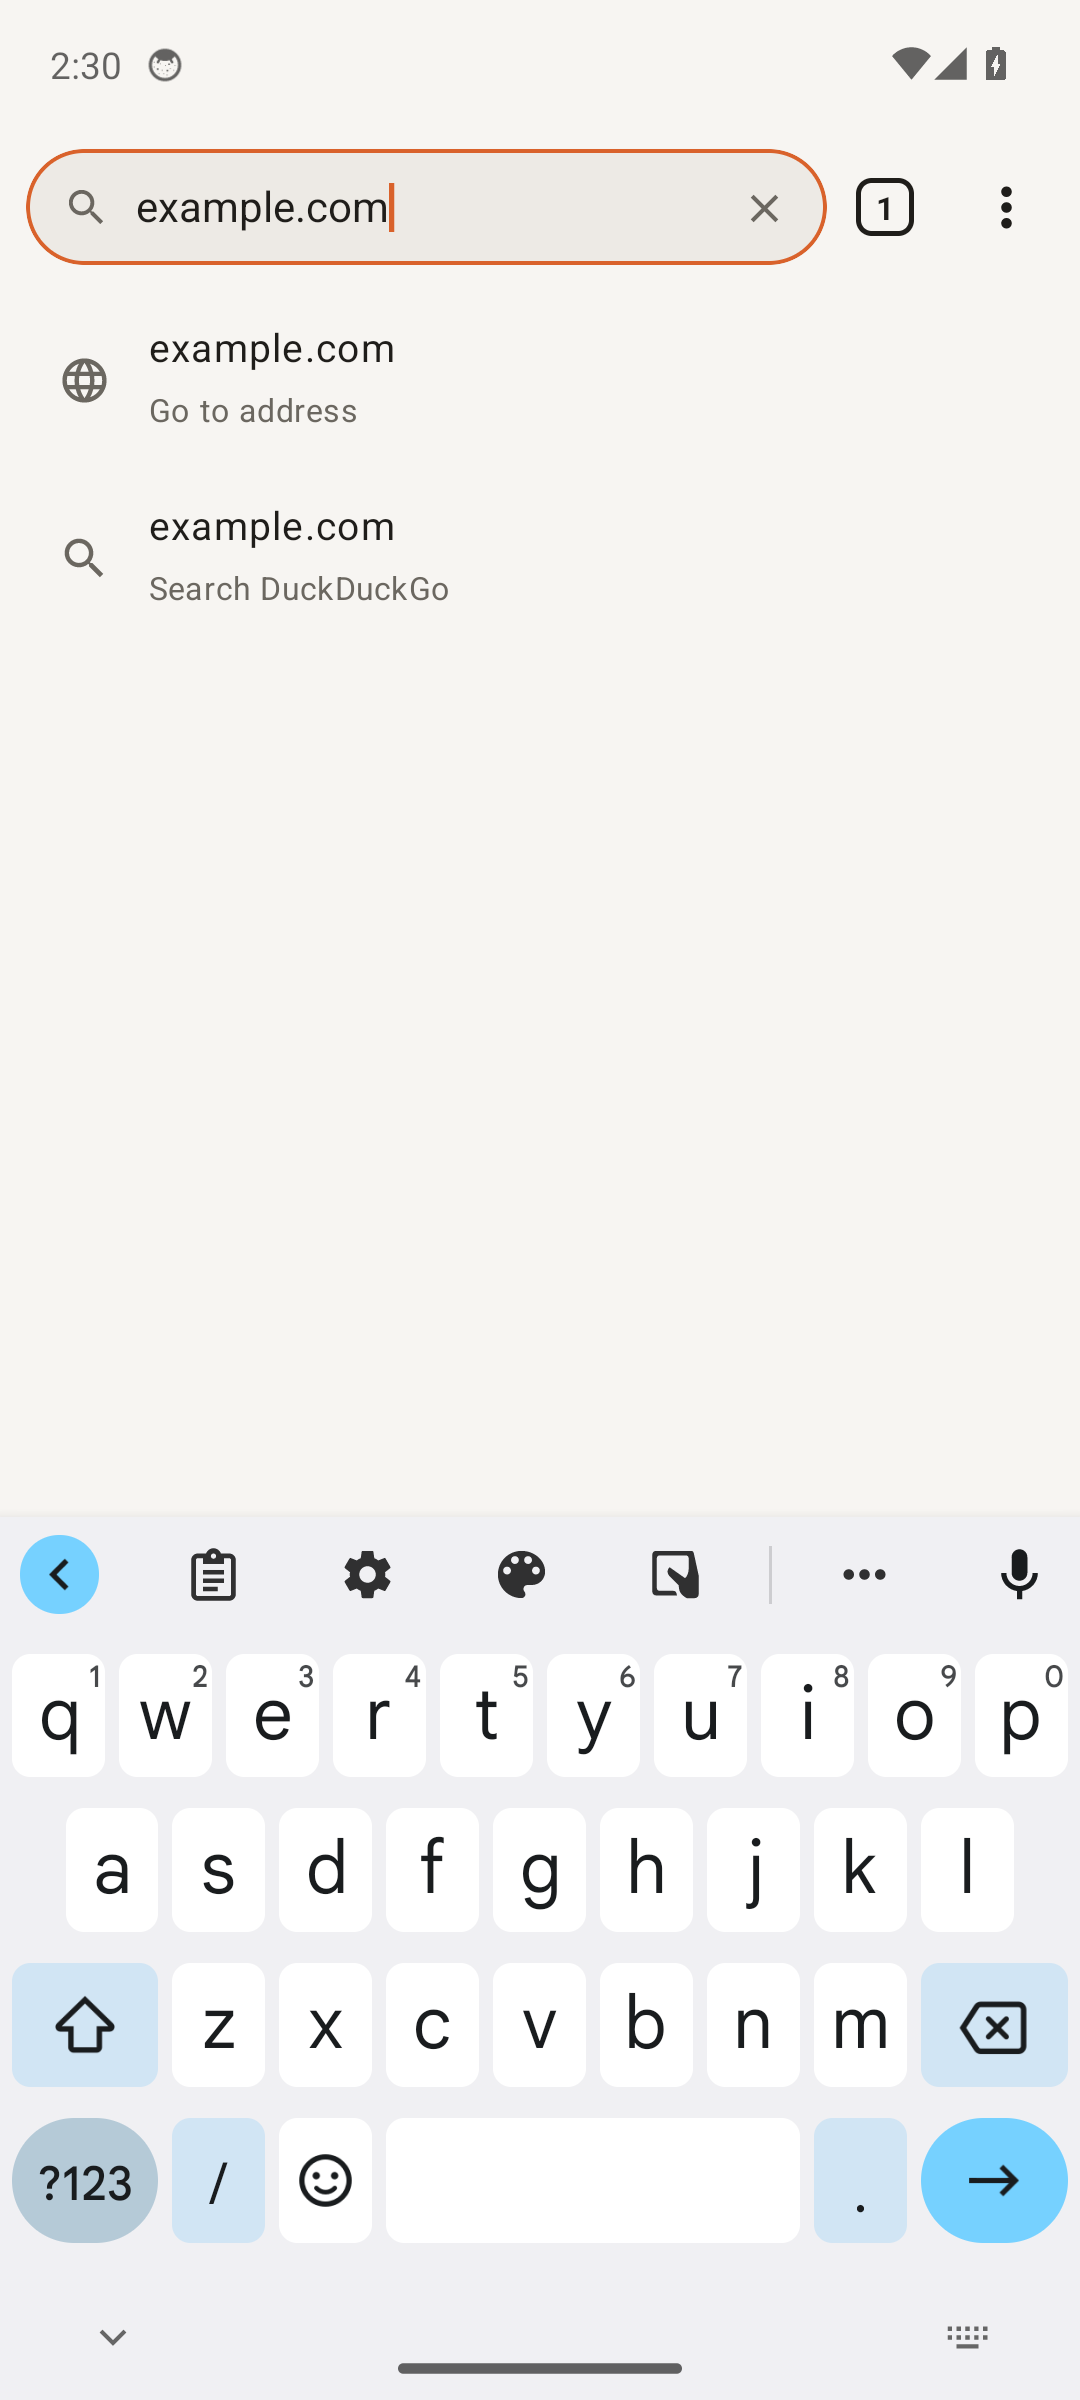 2:30
example.com
1
example.com
Go to address
example.com
Search DuckDuckGo
1 2 3 4 5 6 7 8 9 0
q w e r t y u i o p
a s d f g h j k l
z x c v b n m
?123 / .